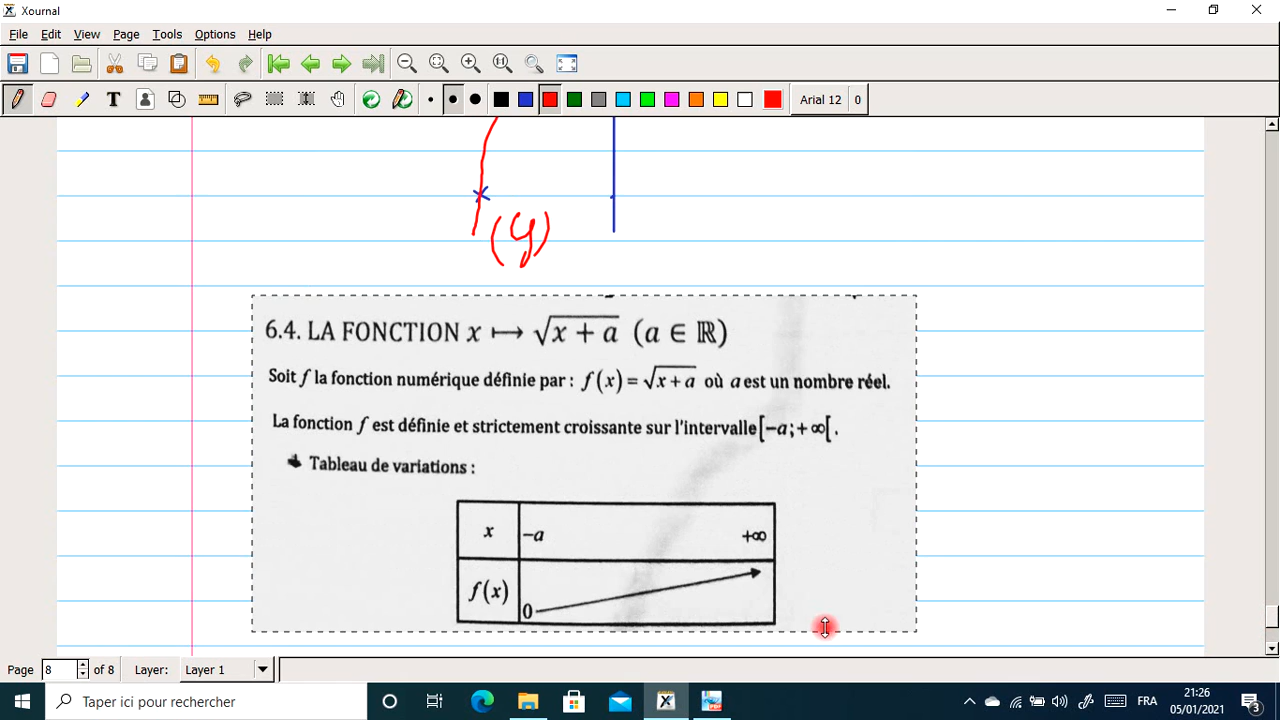 Xournal
File Edit View Page Tools Options Help
Arial 12 0
(y)
6.4. LA FONCTION x ⟼ √(x + a) (a ∈ ℝ)
Soit f la fonction numérique définie par : f(x) = √(x+a) où a est un nombre réel.
La fonction f est définie et strictement croissante sur l'intervalle [−a;+∞[.
Tableau de variations :
x −a +∞
f(x) 0
Page 8 of 8 Layer: Layer 1
Taper ici pour rechercher
FRA
21:26
05/01/2021
3